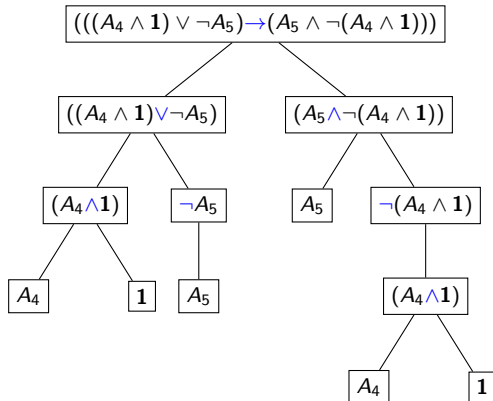 (((A₄ ∧ 1) ∨ ¬A₅)→(A₅ ∧ ¬(A₄ ∧ 1)))
((A₄ ∧ 1)∨¬A₅) (A₅∧¬(A₄ ∧ 1))
(A₄∧1) ¬A₅ A₅ ¬(A₄ ∧ 1)
A₄ 1 A₅ (A₄∧1)
A₄ 1